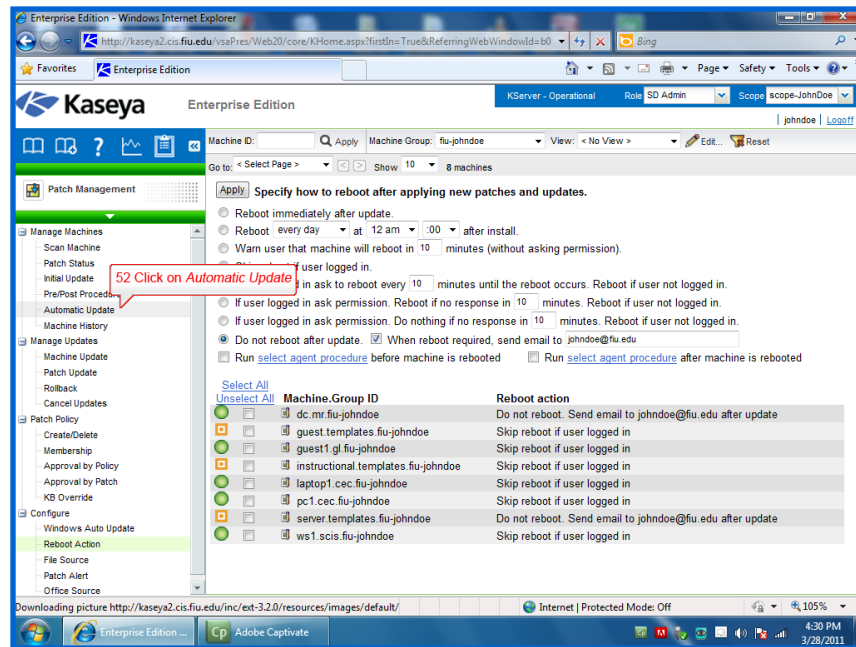 Enterprise Edition - Windows Internet Explorer
http://kaseya2.cis.fiu.edu/vsaPres/Web20/core/KHome.aspx?firstIn=True&ReferringWebWindowId=b0
Bing
Favorites
Enterprise Edition
Page
Safety
Tools
Kaseya
Enterprise Edition
KServer - Operational
Role
SD Admin
Scope
scope-JohnDoe
johndoe
Logoff
Machine ID:
Apply
Machine Group:
fiu-johndoe
View:
< No View >
Edit...
Reset
Go to:
< Select Page >
Show
10
8 machines
Patch Management
Manage Machines
Scan Machine
Patch Status
Initial Update
Pre/Post Procedure
Automatic Update
Machine History
Manage Updates
Machine Update
Patch Update
Rollback
Cancel Updates
Patch Policy
Create/Delete
Membership
Approval by Policy
Approval by Patch
KB Override
Configure
Windows Auto Update
Reboot Action
File Source
Patch Alert
Office Source
52 Click on Automatic Update
Apply
Specify how to reboot after applying new patches and updates.
Reboot immediately after update.
Reboot every day at 12 am :00 after install.
Warn user that machine will reboot in 10 minutes (without asking permission).
if user logged in.
in ask to reboot every 10 minutes until the reboot occurs. Reboot if user not logged in.
If user logged in ask permission. Reboot if no response in 10 minutes. Reboot if user not logged in.
If user logged in ask permission. Do nothing if no response in 10 minutes. Reboot if user not logged in.
Do not reboot after update. When reboot required, send email to johndoe@fiu.edu
Run select agent procedure before machine is rebooted Run select agent procedure after machine is rebooted
Select All
Unselect All Machine.Group ID Reboot action
dc.mr.fiu-johndoe Do not reboot. Send email to johndoe@fiu.edu after update
guest.templates.fiu-johndoe Skip reboot if user logged in
guest1.gl.fiu-johndoe Skip reboot if user logged in
instructional.templates.fiu-johndoe Skip reboot if user logged in
laptop1.cec.fiu-johndoe Skip reboot if user logged in
pc1.cec.fiu-johndoe Skip reboot if user logged in
server.templates.fiu-johndoe Do not reboot. Send email to johndoe@fiu.edu after update
ws1.scis.fiu-johndoe Skip reboot if user logged in
Downloading picture http://kaseya2.cis.fiu.edu/inc/ext-3.2.0/resources/images/default/
Internet | Protected Mode: Off
105%
Enterprise Edition ...
Cp Adobe Captivate
4:30 PM
3/28/2011